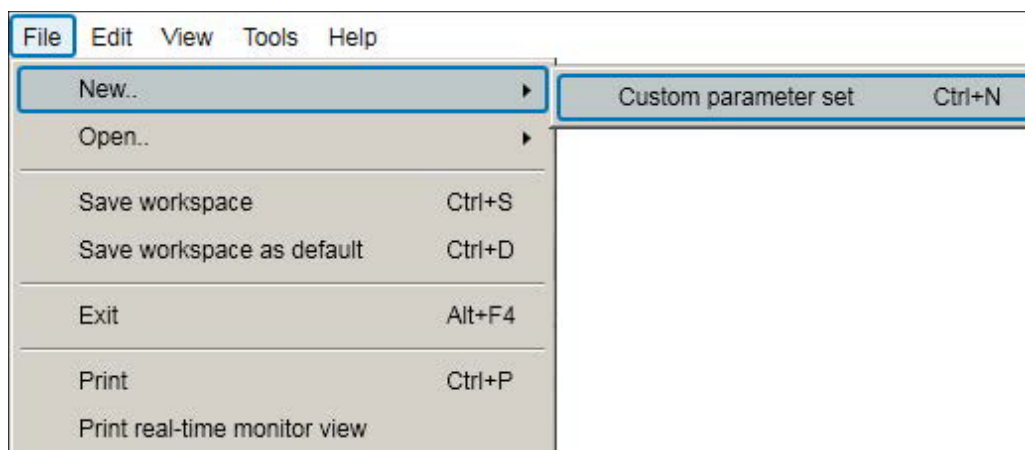 File Edit View Tools Help
New.. Custom parameter set Ctrl+N
Open..
Save workspace Ctrl+S
Save workspace as default Ctrl+D
Exit Alt+F4
Print Ctrl+P
Print real-time monitor view